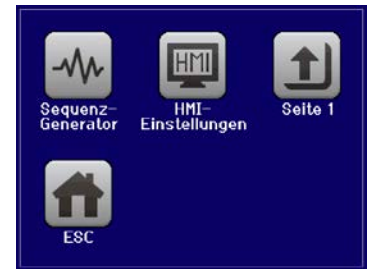 HMI
Sequenz-
Generator
HMI-
Einstellungen
Seite 1
ESC